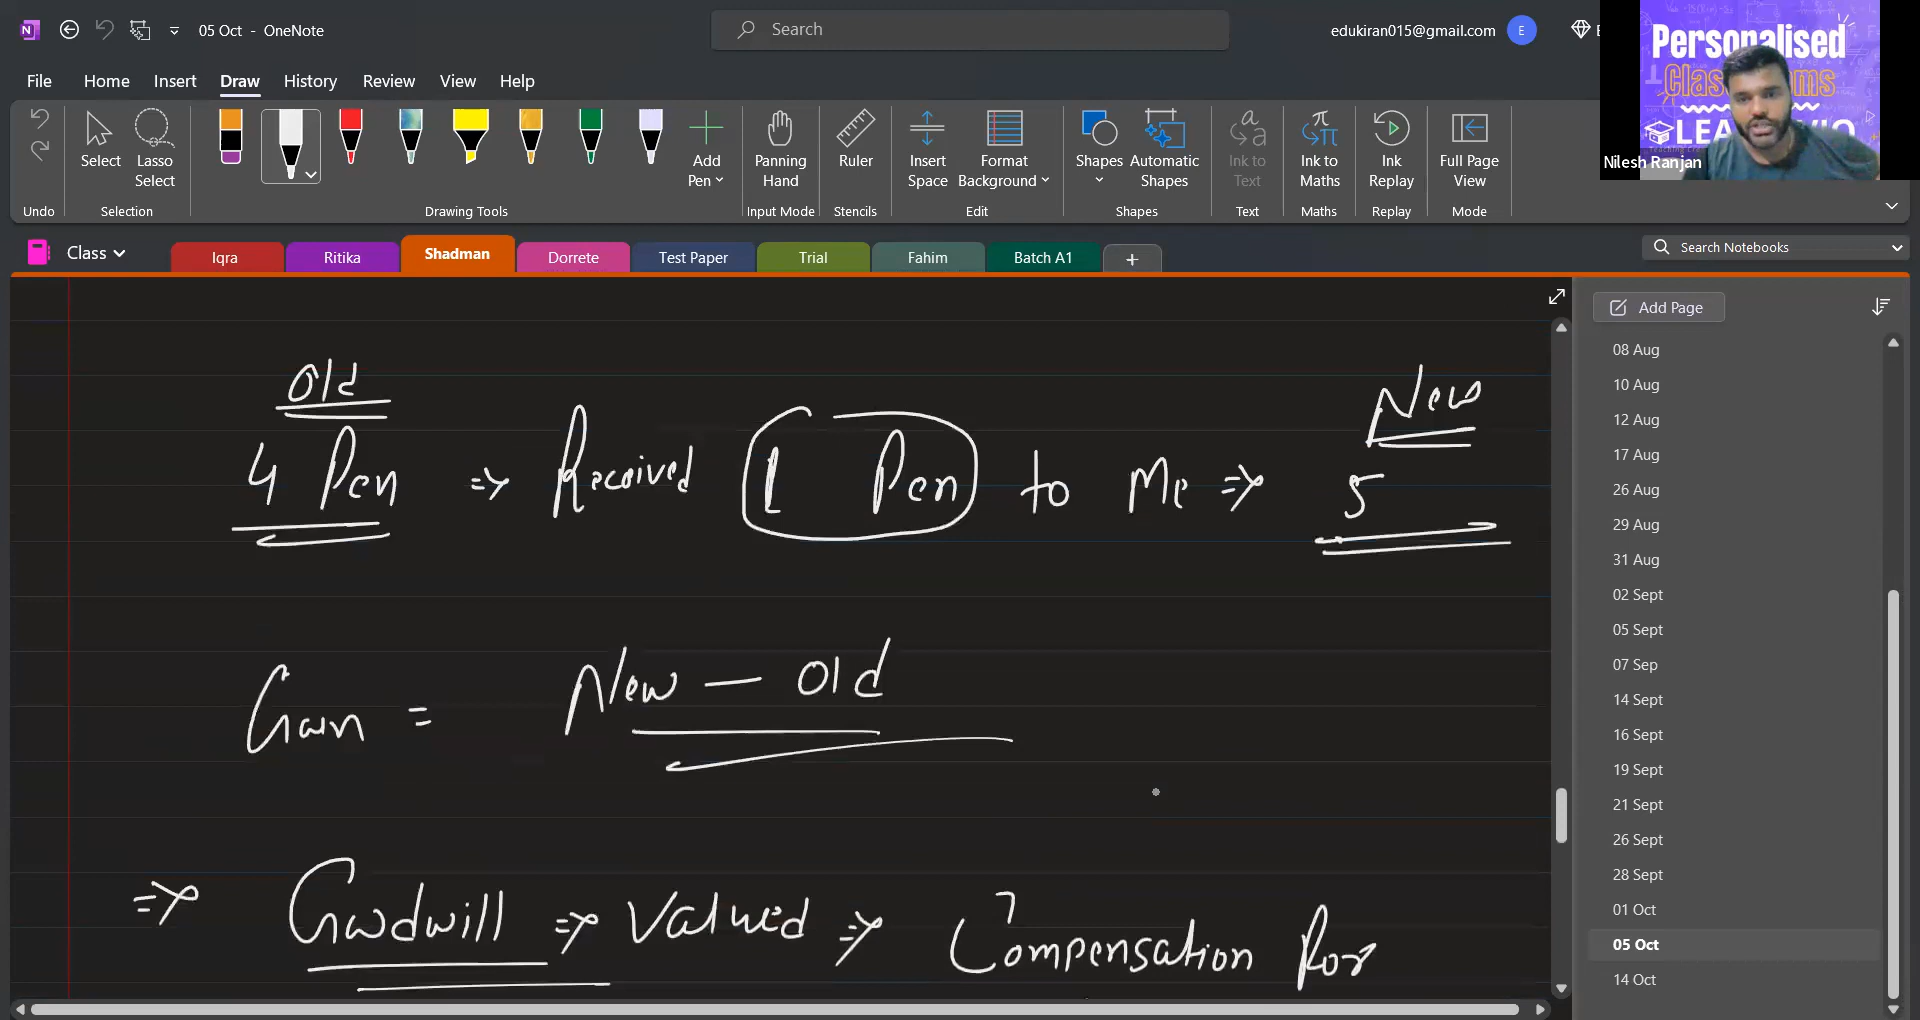 05 Oct - OneNote
Search
edukiran015@gmail.com
E
Personalised
Nilesh Ranjan
File Home Insert Draw History Review View Help
Select
Lasso Select
Add Pen
Panning Hand
Ruler
Insert Space
Format Background
Shapes
Automatic Shapes
Ink to Text
Ink to Maths
Ink Replay
Full Page View
Undo
Selection
Drawing Tools
Input Mode
Stencils
Edit
Shapes
Text
Maths
Replay
Mode
Class
Iqra Ritika Shadman Dorrete Test Paper Trial Fahim Batch A1 +
Search Notebooks
Old New
4 Pen => Received 1 Pen to Me => 5
Gain = New - Old
=> Goodwill => Valued => Compensation For
Add Page
08 Aug
10 Aug
12 Aug
17 Aug
26 Aug
29 Aug
31 Aug
02 Sept
05 Sept
07 Sep
14 Sept
16 Sept
19 Sept
21 Sept
26 Sept
28 Sept
01 Oct
05 Oct
14 Oct